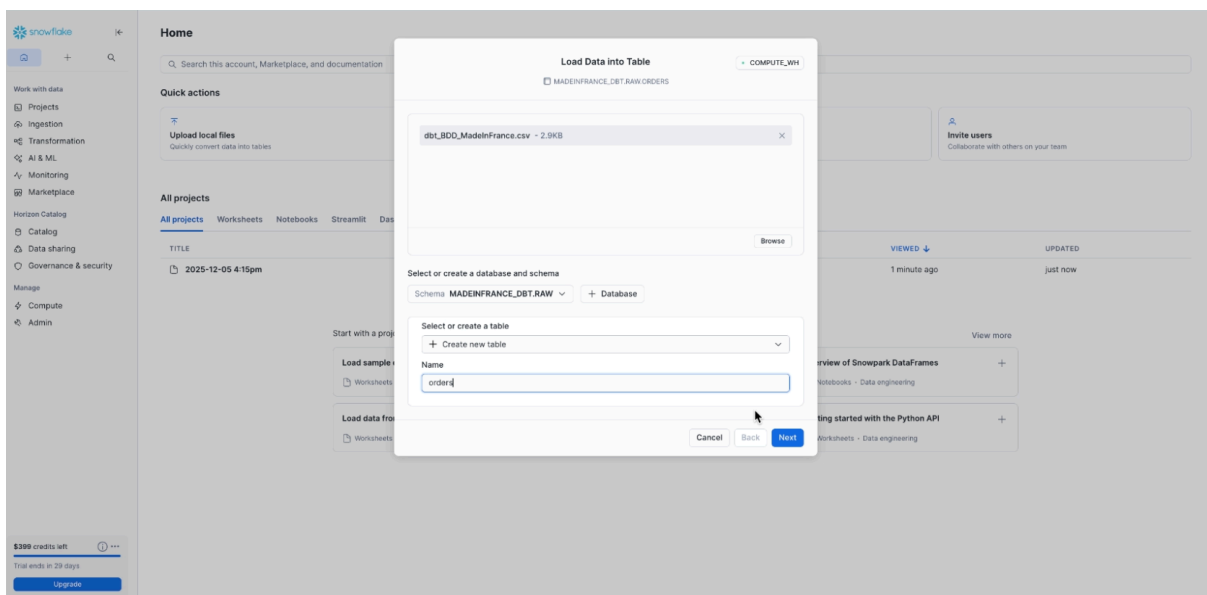 snowflake
Work with data
Projects
Ingestion
Transformation
AI & ML
Monitoring
Marketplace
Horizon Catalog
Catalog
Data sharing
Governance & security
Manage
Compute
Admin
$399 credits left
Trial ends in 29 days
Upgrade
Home
Search this account, Marketplace, and documentation
Quick actions
Upload local files
Quickly convert data into tables
Invite users
Collaborate with others on your team
All projects
All projects Worksheets Notebooks Streamlit Das
TITLE VIEWED UPDATED
2025-12-05 4:15pm 1 minute ago just now
Start with a proj View more
Load sample
Worksheets
rview of Snowpark DataFrames
Notebooks • Data engineering
Load data fro
Worksheets
ting started with the Python API
Worksheets • Data engineering
Load Data into Table
COMPUTE_WH
MADEINFRANCE_DBT.RAW.ORDERS
dbt_BDD_MadeInFrance.csv • 2.9KB
Browse
Select or create a database and schema
Schema MADEINFRANCE_DBT.RAW + Database
Select or create a table
+ Create new table
Name
orders
Cancel Back Next